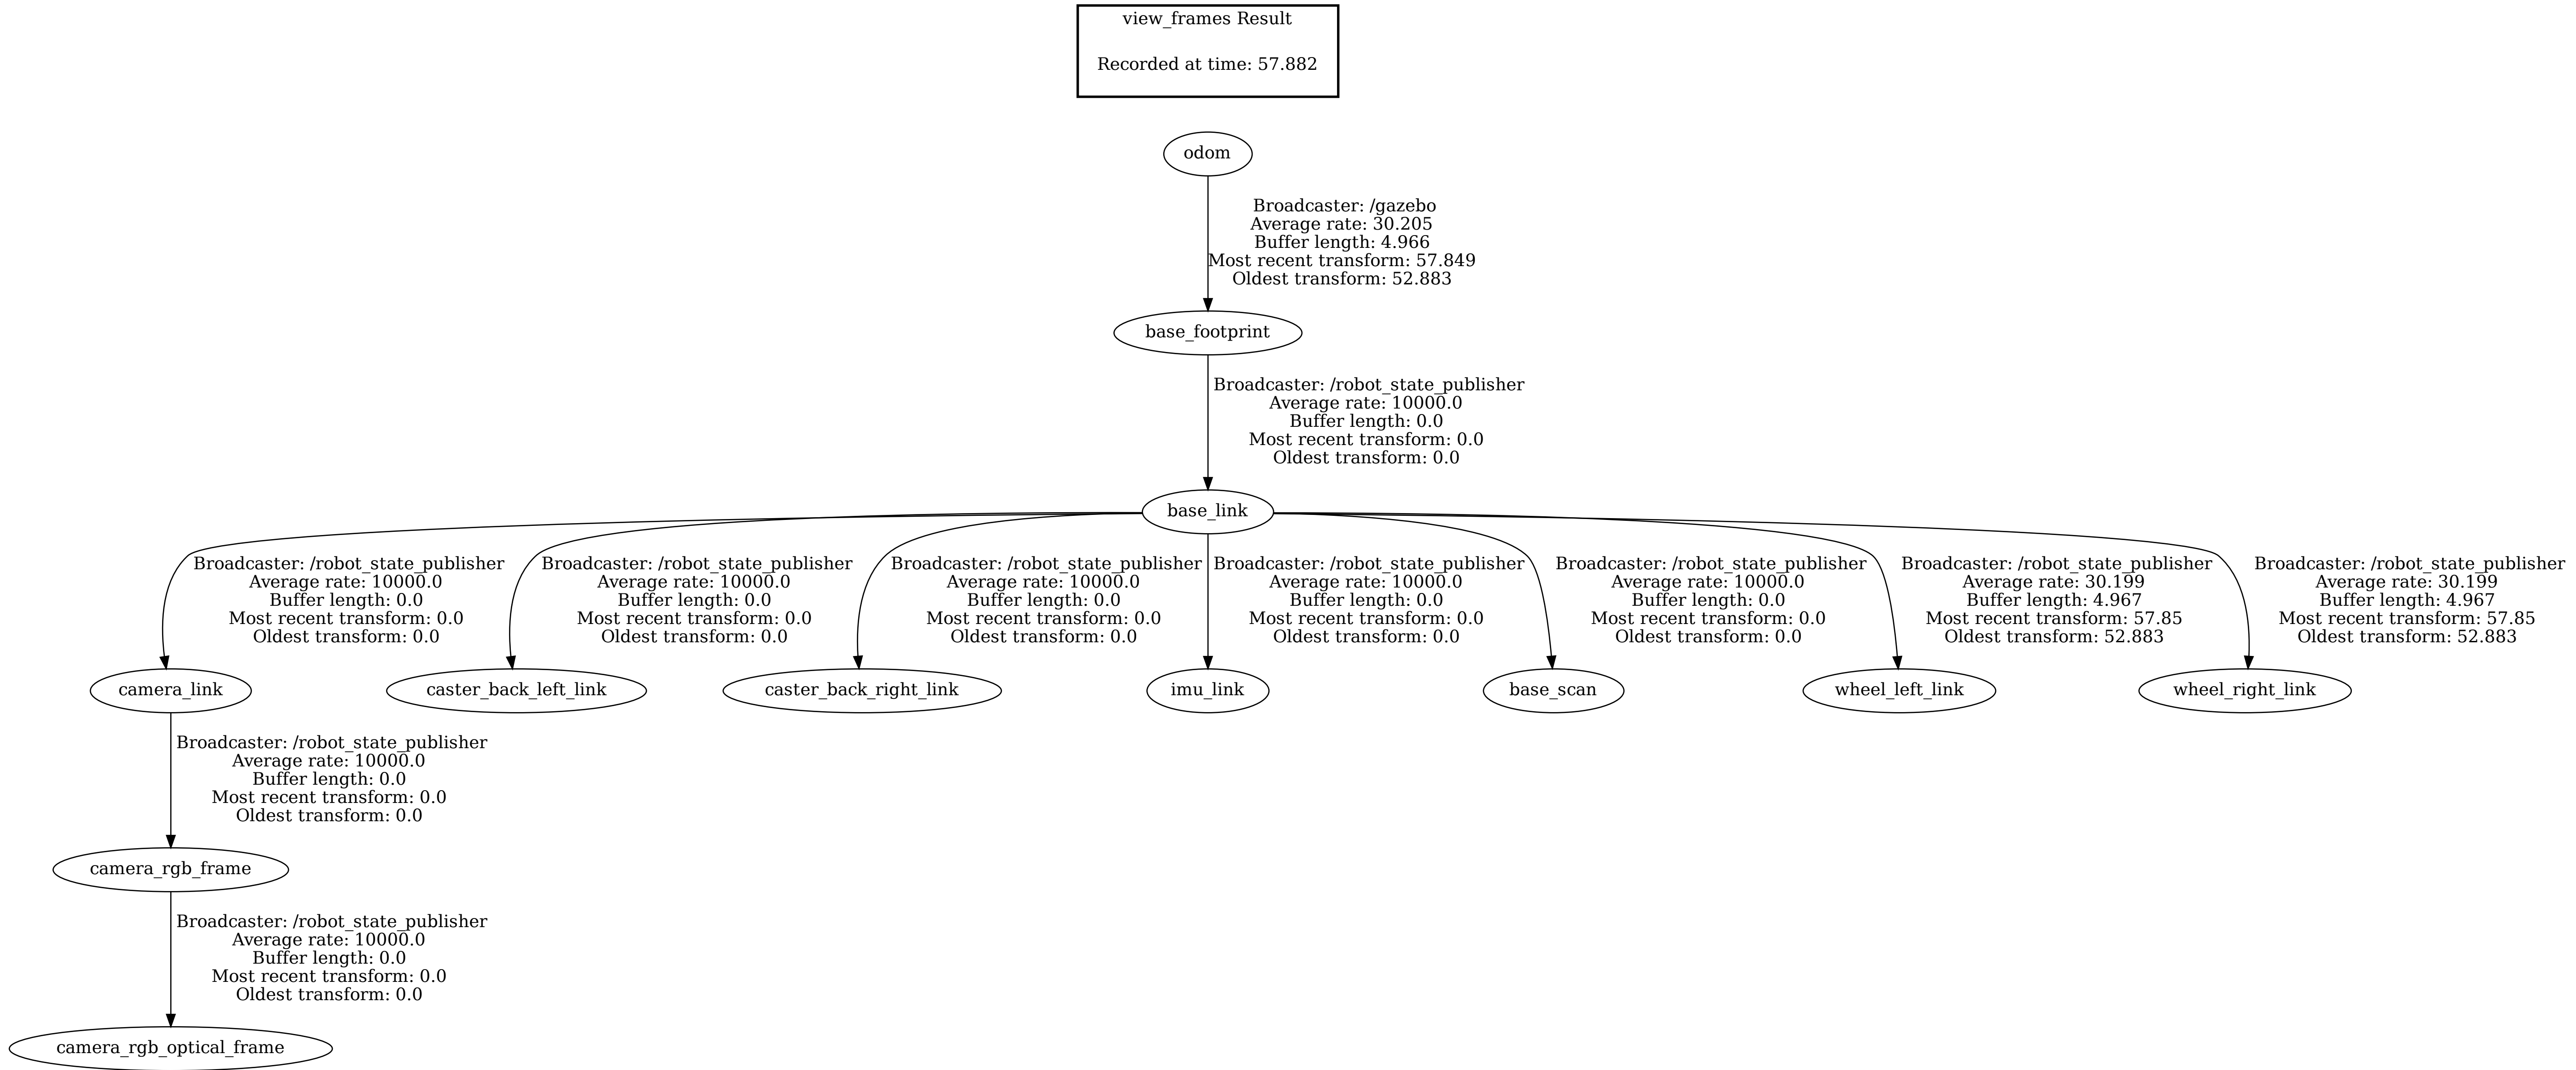 view_frames Result
Recorded at time: 57.882
odom
Broadcaster: /gazebo
Average rate: 30.205
Buffer length: 4.966
Most recent transform: 57.849
Oldest transform: 52.883
base_footprint
Broadcaster: /robot_state_publisher
Average rate: 10000.0
Buffer length: 0.0
Most recent transform: 0.0
Oldest transform: 0.0
base_link
Broadcaster: /robot_state_publisher
Average rate: 10000.0
Buffer length: 0.0
Most recent transform: 0.0
Oldest transform: 0.0
Broadcaster: /robot_state_publisher
Average rate: 10000.0
Buffer length: 0.0
Most recent transform: 0.0
Oldest transform: 0.0
Broadcaster: /robot_state_publisher
Average rate: 10000.0
Buffer length: 0.0
Most recent transform: 0.0
Oldest transform: 0.0
Broadcaster: /robot_state_publisher
Average rate: 10000.0
Buffer length: 0.0
Most recent transform: 0.0
Oldest transform: 0.0
Broadcaster: /robot_state_publisher
Average rate: 10000.0
Buffer length: 0.0
Most recent transform: 0.0
Oldest transform: 0.0
Broadcaster: /robot_state_publisher
Average rate: 30.199
Buffer length: 4.967
Most recent transform: 57.85
Oldest transform: 52.883
Broadcaster: /robot_state_publisher
Average rate: 30.199
Buffer length: 4.967
Most recent transform: 57.85
Oldest transform: 52.883
camera_link
caster_back_left_link
caster_back_right_link
imu_link
base_scan
wheel_left_link
wheel_right_link
Broadcaster: /robot_state_publisher
Average rate: 10000.0
Buffer length: 0.0
Most recent transform: 0.0
Oldest transform: 0.0
camera_rgb_frame
Broadcaster: /robot_state_publisher
Average rate: 10000.0
Buffer length: 0.0
Most recent transform: 0.0
Oldest transform: 0.0
camera_rgb_optical_frame